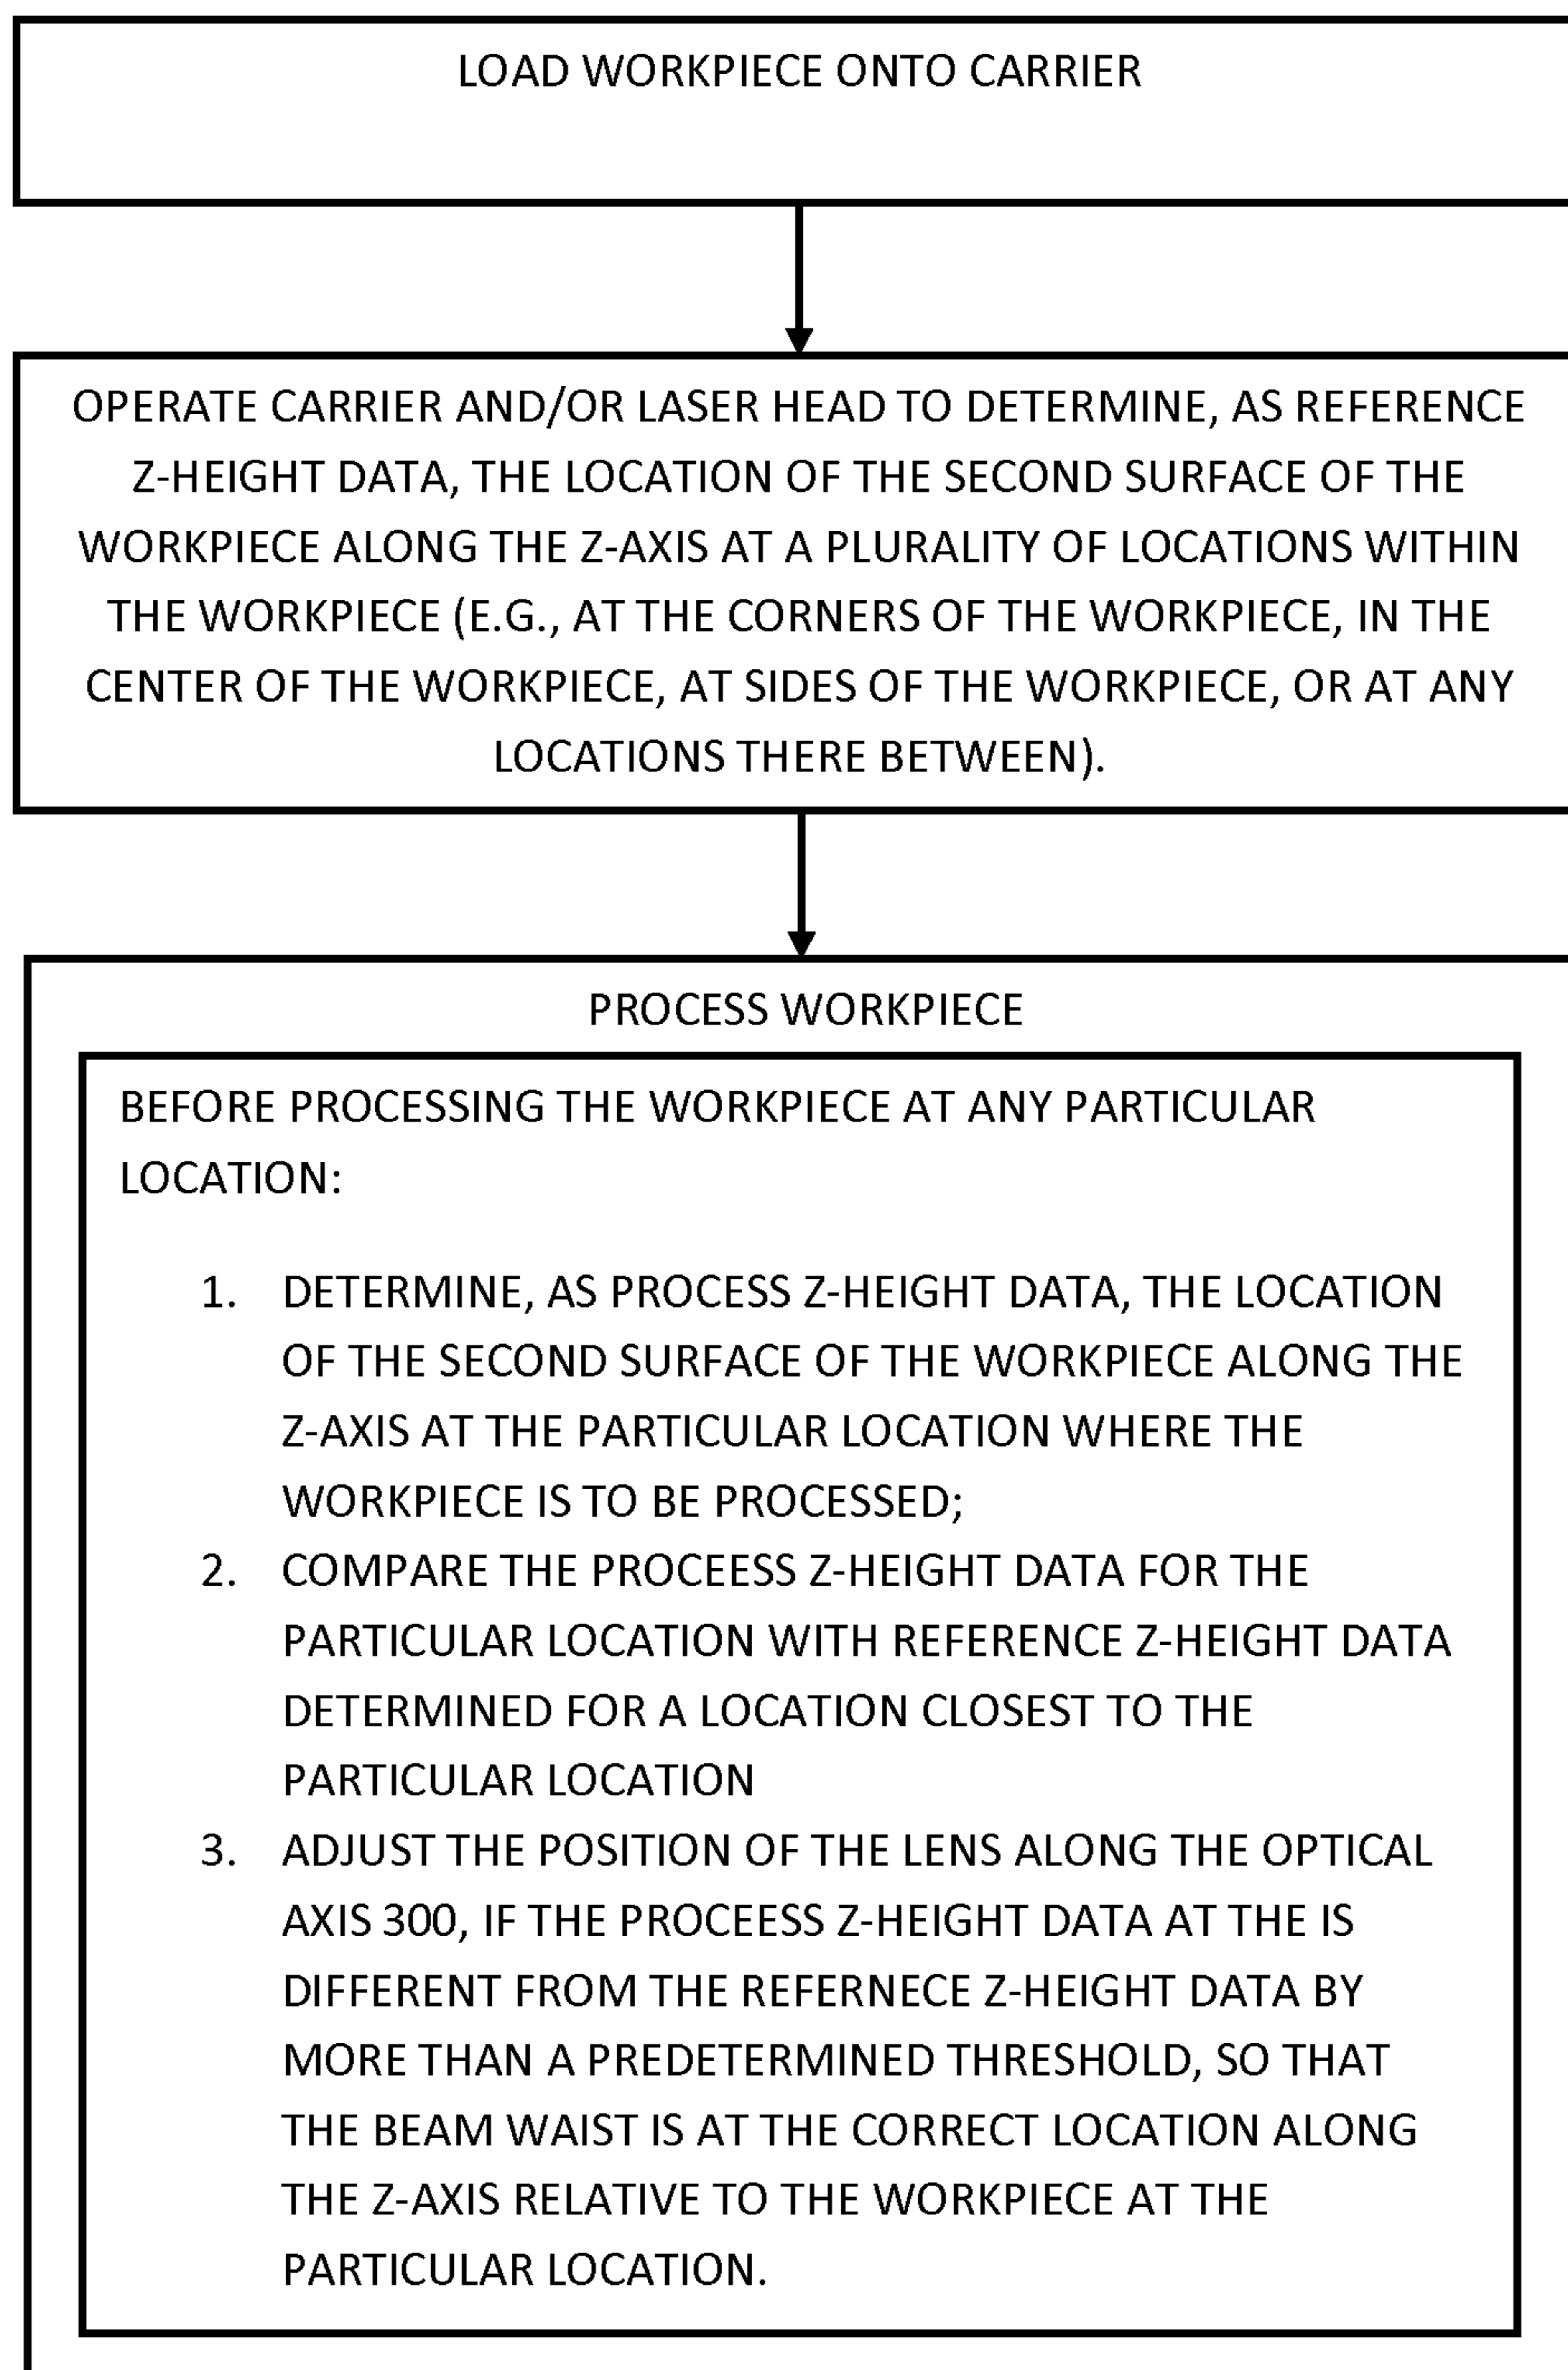 LOAD WORKPIECE ONTO CARRIER
OPERATE CARRIER AND/OR LASER HEAD TO DETERMINE, AS REFERENCE
Z-HEIGHT DATA, THE LOCATION OF THE SECOND SURFACE OF THE
WORKPIECE ALONG THE Z-AXIS AT A PLURALITY OF LOCATIONS WITHIN
THE WORKPIECE (E.G., AT THE CORNERS OF THE WORKPIECE, IN THE
CENTER OF THE WORKPIECE, AT SIDES OF THE WORKPIECE, OR AT ANY
LOCATIONS THERE BETWEEN).
PROCESS WORKPIECE
BEFORE PROCESSING THE WORKPIECE AT ANY PARTICULAR
LOCATION:
1. DETERMINE, AS PROCESS Z-HEIGHT DATA, THE LOCATION
OF THE SECOND SURFACE OF THE WORKPIECE ALONG THE
Z-AXIS AT THE PARTICULAR LOCATION WHERE THE
WORKPIECE IS TO BE PROCESSED;
2. COMPARE THE PROCEESS Z-HEIGHT DATA FOR THE
PARTICULAR LOCATION WITH REFERENCE Z-HEIGHT DATA
DETERMINED FOR A LOCATION CLOSEST TO THE
PARTICULAR LOCATION
3. ADJUST THE POSITION OF THE LENS ALONG THE OPTICAL
AXIS 300, IF THE PROCEESS Z-HEIGHT DATA AT THE IS
DIFFERENT FROM THE REFERNECE Z-HEIGHT DATA BY
MORE THAN A PREDETERMINED THRESHOLD, SO THAT
THE BEAM WAIST IS AT THE CORRECT LOCATION ALONG
THE Z-AXIS RELATIVE TO THE WORKPIECE AT THE
PARTICULAR LOCATION.